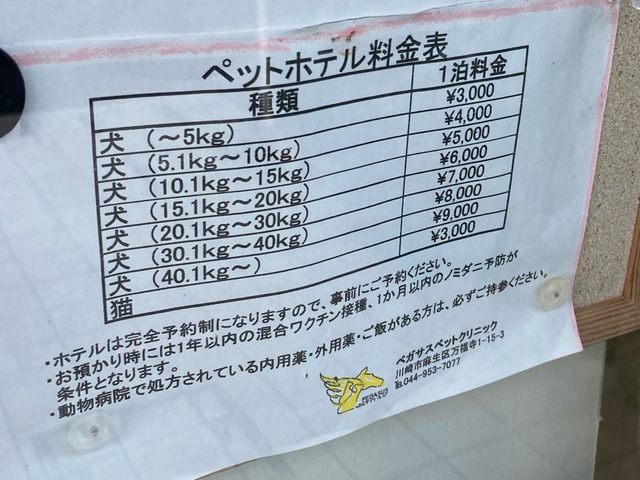 ペットホテル料金表
種類 1泊料金
犬 (～5kg) ¥3,000
犬 (5.1kg～10kg) ¥4,000
犬 (10.1kg～15kg) ¥5,000
犬 (15.1kg～20kg) ¥6,000
犬 (20.1kg～30kg) ¥7,000
犬 (30.1kg～40kg) ¥8,000
犬 (40.1kg～) ¥9,000
猫 ¥3,000
・ホテルは完全予約制になりますので、事前にご予約ください。
・お預かり時には1年以内の混合ワクチン接種、1か月以内のノミダニ予防が
条件となります。
・動物病院で処方されている内用薬・外用薬・ご飯がある方は、必ずご持参ください。
ペガサスペットクリニック
川崎市麻生区万福寺1-15-3
℡044-953-7077
PEGASUS